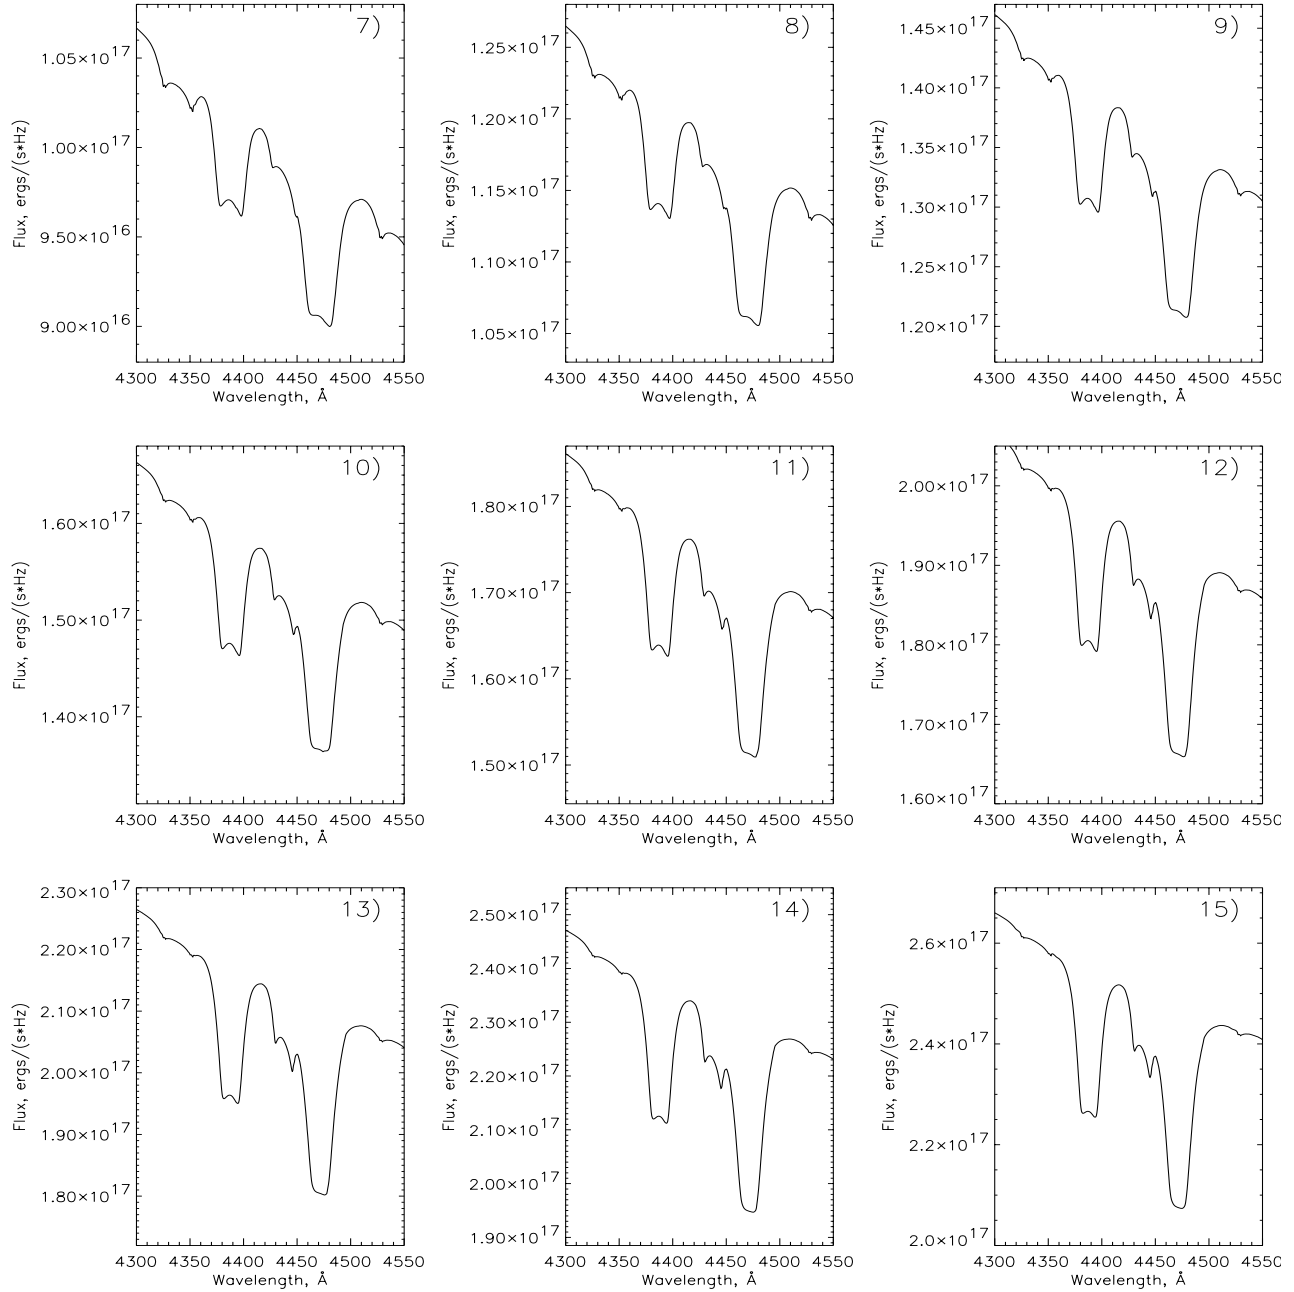 7)
1.05×10^17
1.00×10^17
9.50×10^16
9.00×10^16
Flux, ergs/(s*Hz)
4300 4350 4400 4450 4500 4550
Wavelength, Å
8)
1.25×10^17
1.20×10^17
1.15×10^17
1.10×10^17
1.05×10^17
Flux, ergs/(s*Hz)
4300 4350 4400 4450 4500 4550
Wavelength, Å
9)
1.45×10^17
1.40×10^17
1.35×10^17
1.30×10^17
1.25×10^17
1.20×10^17
Flux, ergs/(s*Hz)
4300 4350 4400 4450 4500 4550
Wavelength, Å
10)
1.60×10^17
1.50×10^17
1.40×10^17
Flux, ergs/(s*Hz)
4300 4350 4400 4450 4500 4550
Wavelength, Å
11)
1.80×10^17
1.70×10^17
1.60×10^17
1.50×10^17
Flux, ergs/(s*Hz)
4300 4350 4400 4450 4500 4550
Wavelength, Å
12)
2.00×10^17
1.90×10^17
1.80×10^17
1.70×10^17
1.60×10^17
Flux, ergs/(s*Hz)
4300 4350 4400 4450 4500 4550
Wavelength, Å
13)
2.30×10^17
2.20×10^17
2.10×10^17
2.00×10^17
1.90×10^17
1.80×10^17
Flux, ergs/(s*Hz)
4300 4350 4400 4450 4500 4550
Wavelength, Å
14)
2.50×10^17
2.40×10^17
2.30×10^17
2.20×10^17
2.10×10^17
2.00×10^17
1.90×10^17
Flux, ergs/(s*Hz)
4300 4350 4400 4450 4500 4550
Wavelength, Å
15)
2.6×10^17
2.4×10^17
2.2×10^17
2.0×10^17
Flux, ergs/(s*Hz)
4300 4350 4400 4450 4500 4550
Wavelength, Å